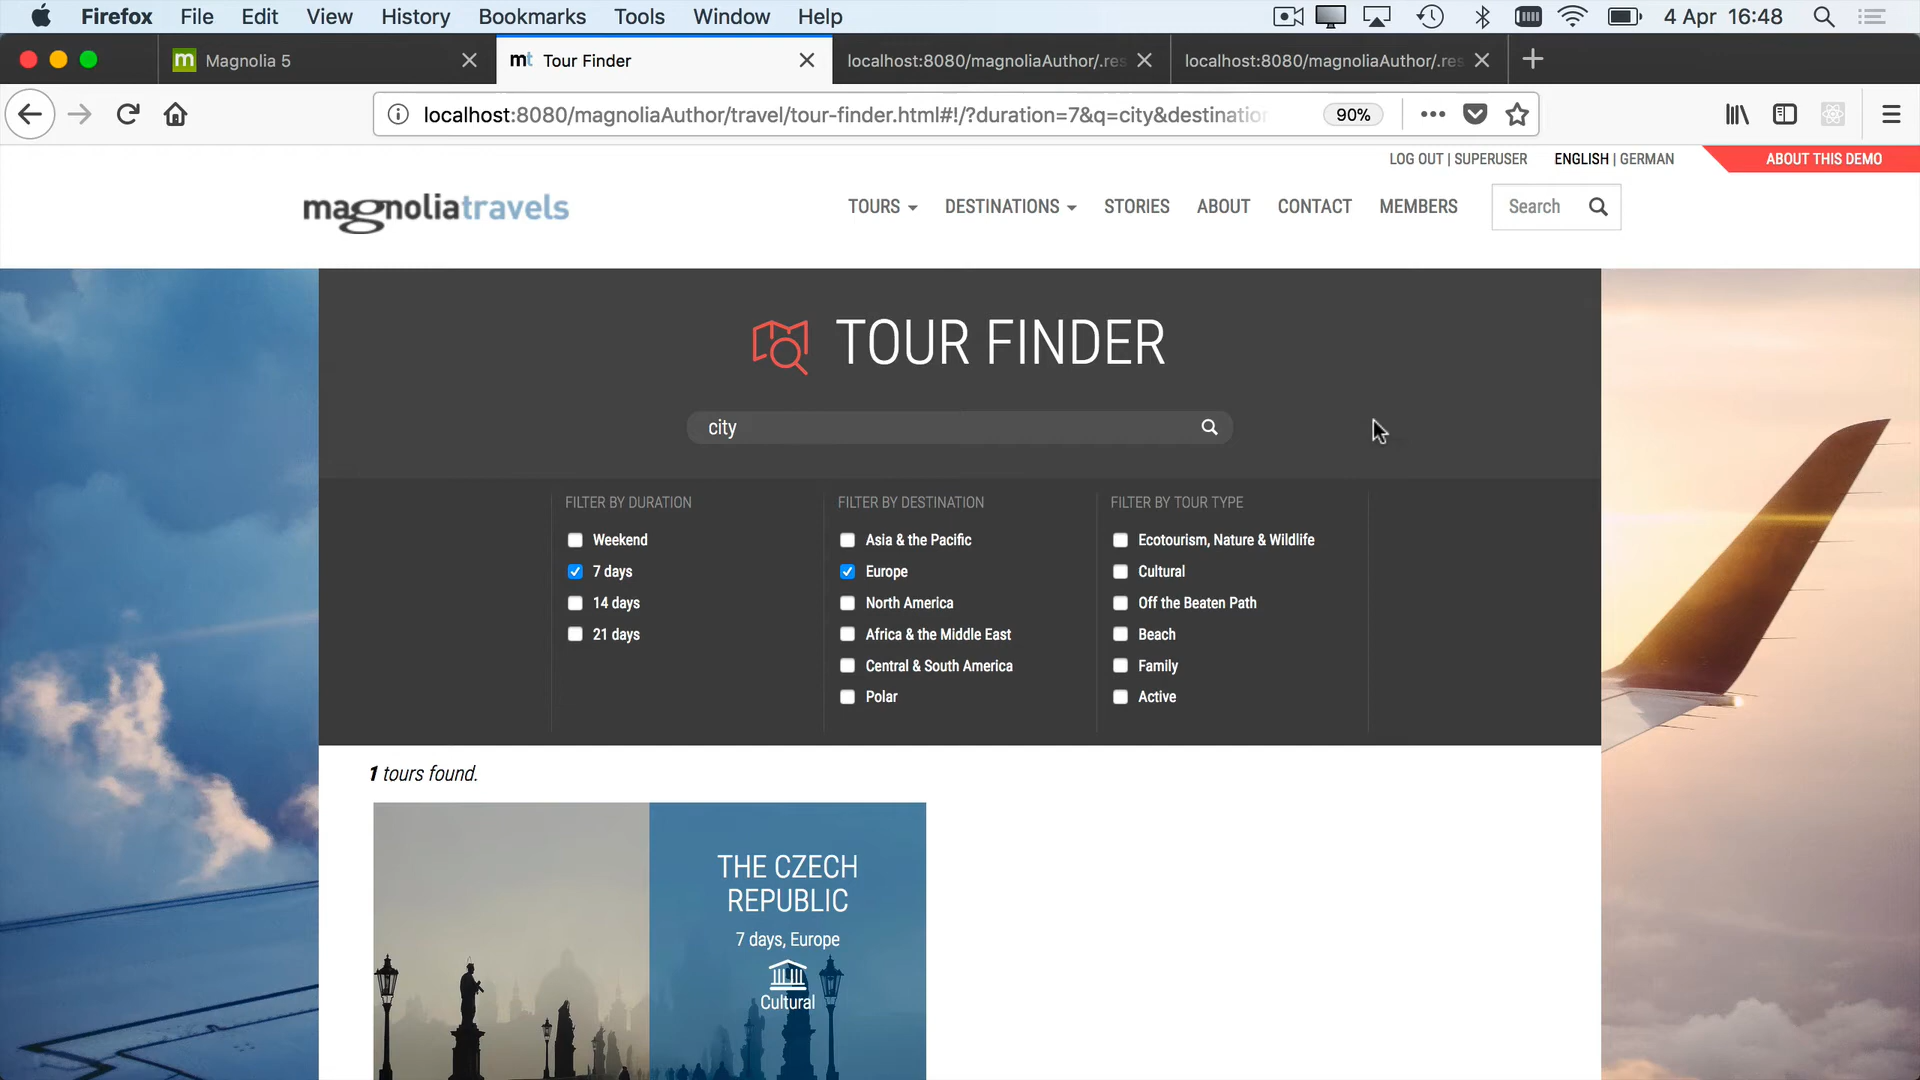 Firefox File Edit View History Bookmarks Tools Window Help 4 Apr 16:48
m Magnolia 5
mt Tour Finder
localhost:8080/magnoliaAuthor/.res
localhost:8080/magnoliaAuthor/.res
localhost:8080/magnoliaAuthor/travel/tour-finder.html#!/?duration=7&q=city&destination
90%
LOG OUT | SUPERUSER ENGLISH | GERMAN ABOUT THIS DEMO
magnoliatravels
TOURS DESTINATIONS STORIES ABOUT CONTACT MEMBERS Search
TOUR FINDER
city
FILTER BY DURATION
Weekend
7 days
14 days
21 days
FILTER BY DESTINATION
Asia & the Pacific
Europe
North America
Africa & the Middle East
Central & South America
Polar
FILTER BY TOUR TYPE
Ecotourism, Nature & Wildlife
Cultural
Off the Beaten Path
Beach
Family
Active
1 tours found.
THE CZECH
REPUBLIC
7 days, Europe
Cultural